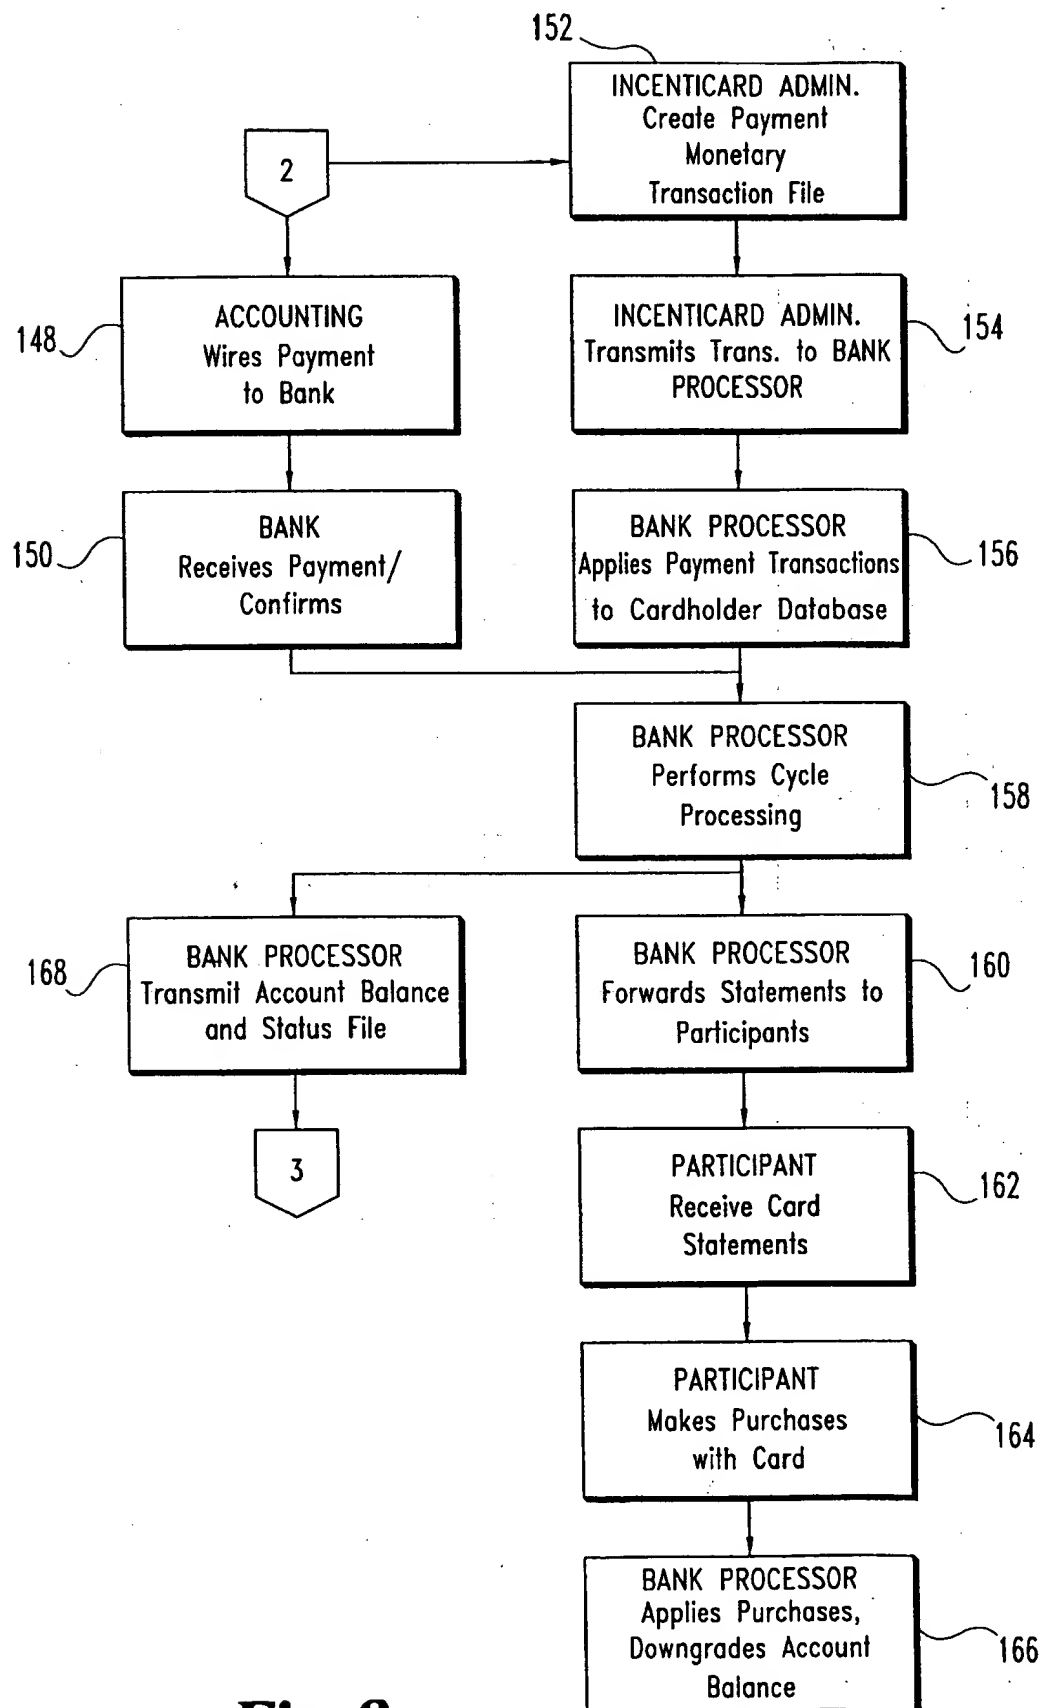 152
INCENTICARD ADMIN.
Create Payment
Monetary
Transaction File
2
148
ACCOUNTING
Wires Payment
to Bank
INCENTICARD ADMIN.
Transmits Trans. to BANK
PROCESSOR
154
150
BANK
Receives Payment/
Confirms
BANK PROCESSOR
Applies Payment Transactions
to Cardholder Database
156
BANK PROCESSOR
Performs Cycle
Processing
158
168
BANK PROCESSOR
Transmit Account Balance
and Status File
BANK PROCESSOR
Forwards Statements to
Participants
160
3
PARTICIPANT
Receive Card
Statements
162
PARTICIPANT
Makes Purchases
with Card
164
BANK PROCESSOR
Applies Purchases,
Downgrades Account
Balance
166